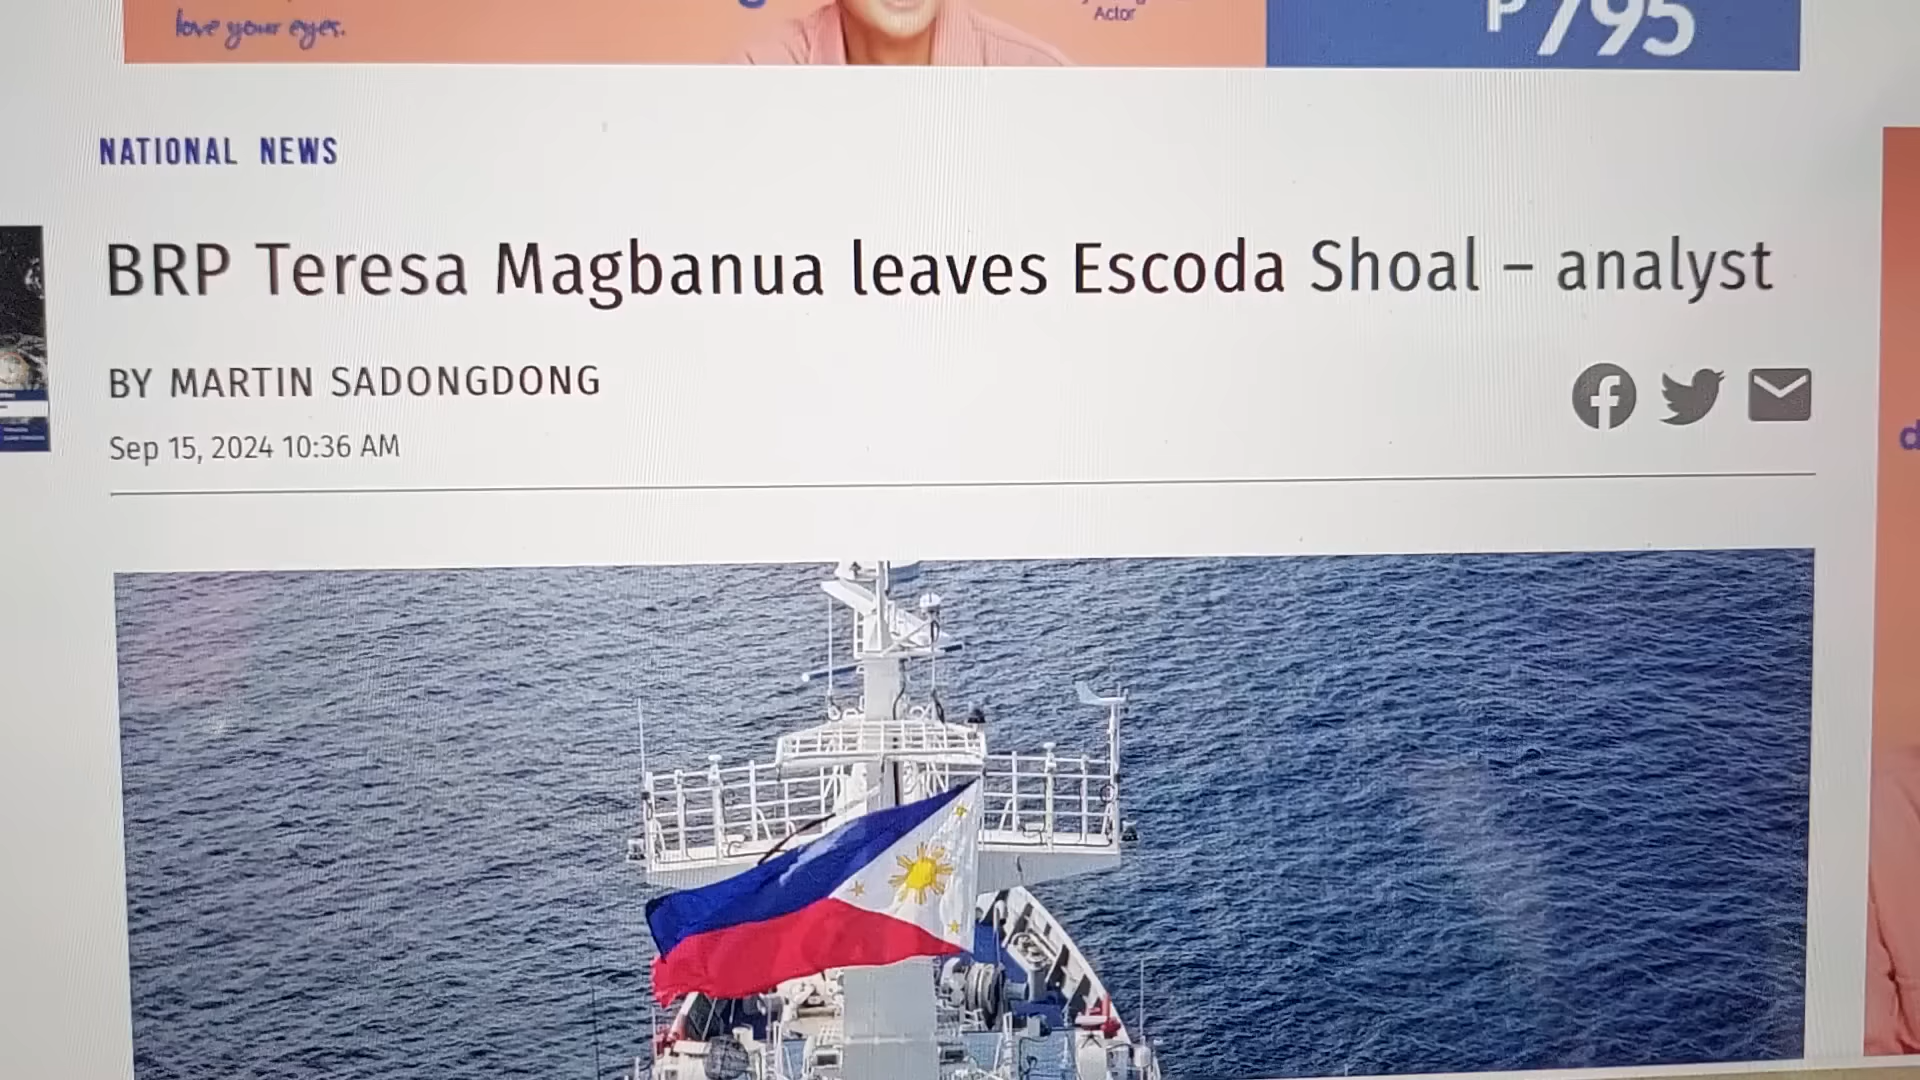 love your eyes.
Actor
₱795
NATIONAL NEWS
BRP Teresa Magbanua leaves Escoda Shoal – analyst
BY MARTIN SADONGDONG
Sep 15, 2024 10:36 AM